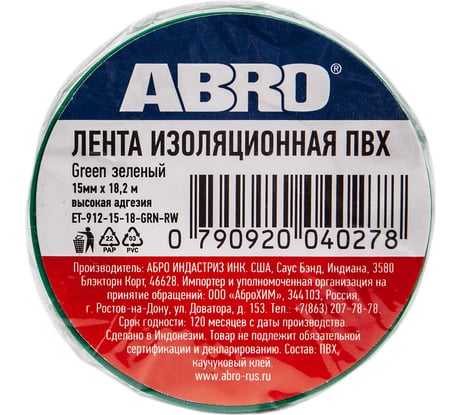 ABRO®
ЛЕНТА ИЗОЛЯЦИОННАЯ ПВХ
Green зеленый
15мм x 18,2 м
высокая адгезия
ET-912-15-18-GRN-RW
22 PAP
03 PVC
0 790920 040278
Производитель: АБРО ИНДАСТРИЗ ИНК. США, Саус Бэнд, Индиана, 3580
Блэкторн Корт, 46628. Импортер и уполномоченная организация на
принятие обращений: ООО «АброХИМ», 344103, Россия,
г. Ростов-на-Дону, ул. Доватора, д. 153. Тел.:+7(863) 207-78-78.
Срок годности: 120 месяцев с даты производства.
Сделано в Индонезии. Товар не подлежит обязательной
сертификации и декларированию. Состав: ПВХ,
каучуковый клей.
www.abro-rus.ru